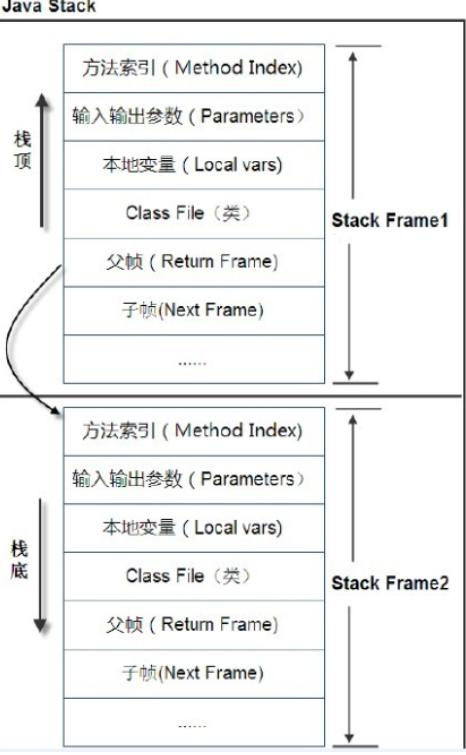 Java Stack
方法索引 ( Method Index)
输入输出参数 ( Parameters）
本地变量 ( Local vars)
Class File（类）
父帧 ( Return Frame)
子帧(Next Frame)
......
栈顶
Stack Frame1
方法索引 ( Method Index)
输入输出参数 ( Parameters）
本地变量 ( Local vars)
Class File（类）
父帧 ( Return Frame)
子帧(Next Frame)
......
栈底
Stack Frame2